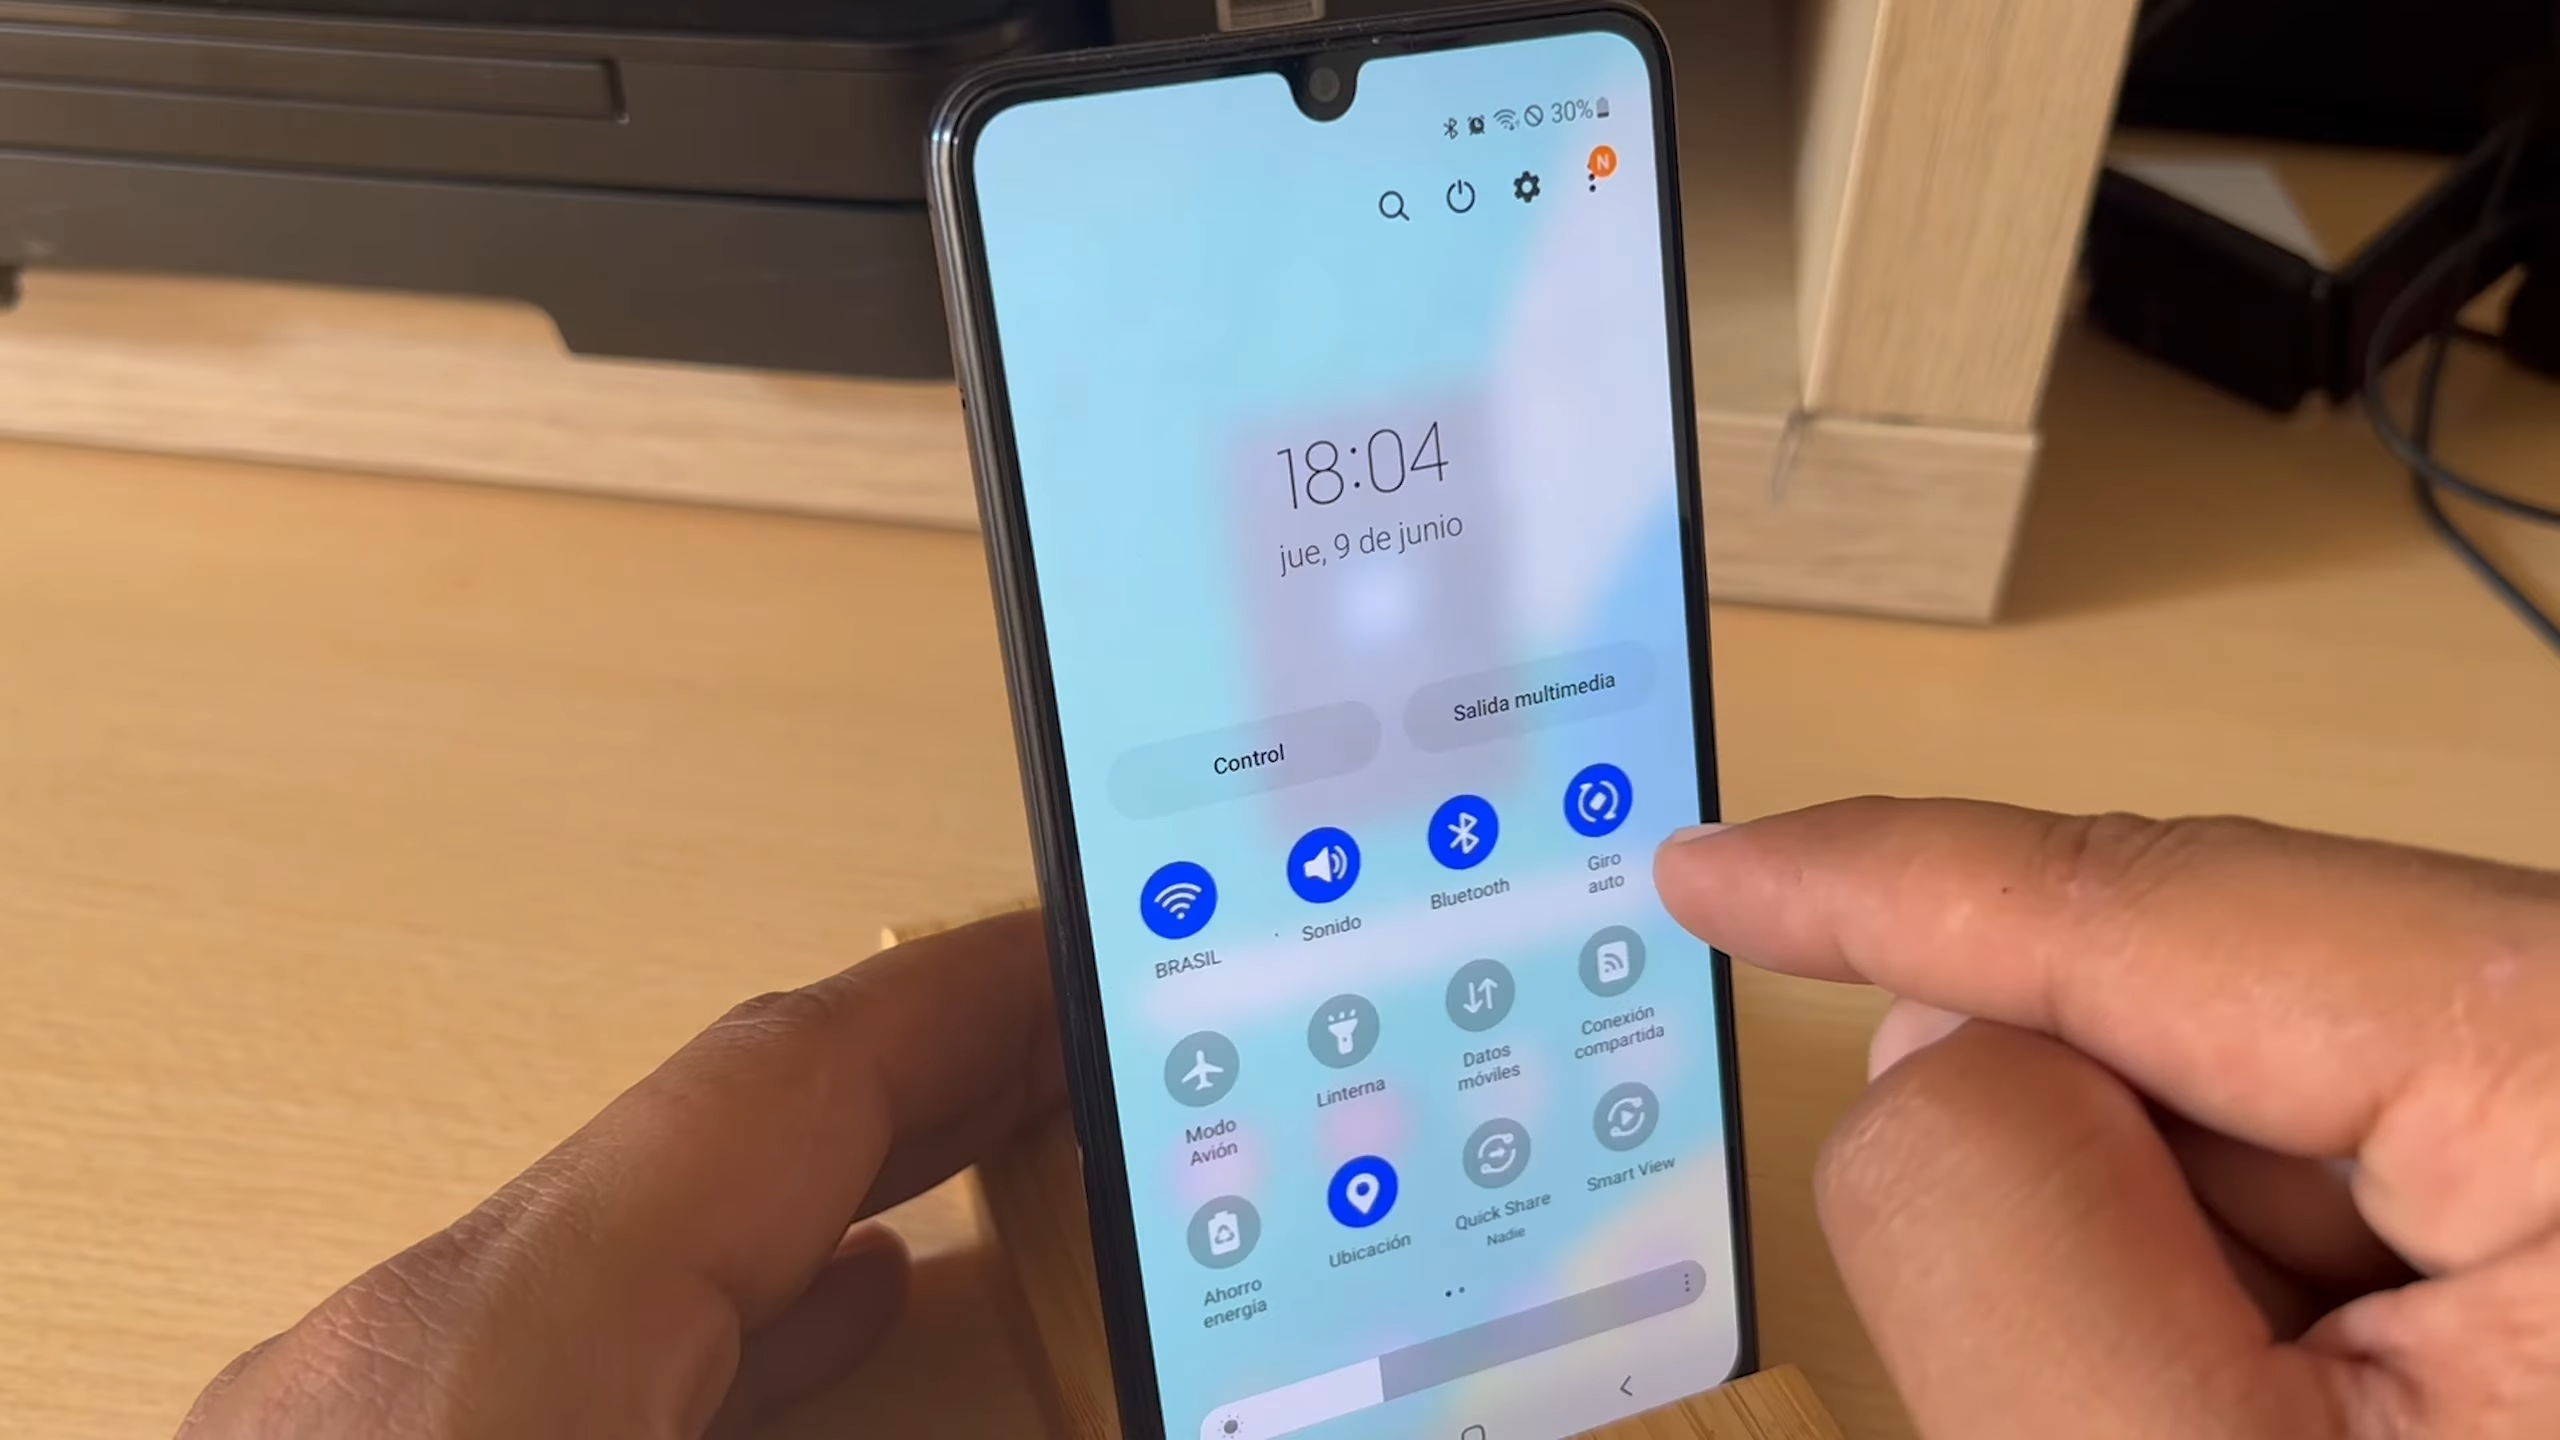 30%
N
18:04
jue, 9 de junio
Control
Salida multimedia
BRASIL
Sonido
Bluetooth
Giro
auto
Modo
Avión
Linterna
Datos
móviles
Conexión
compartida
Ahorro
energía
Ubicación
Quick Share
Nadie
Smart View